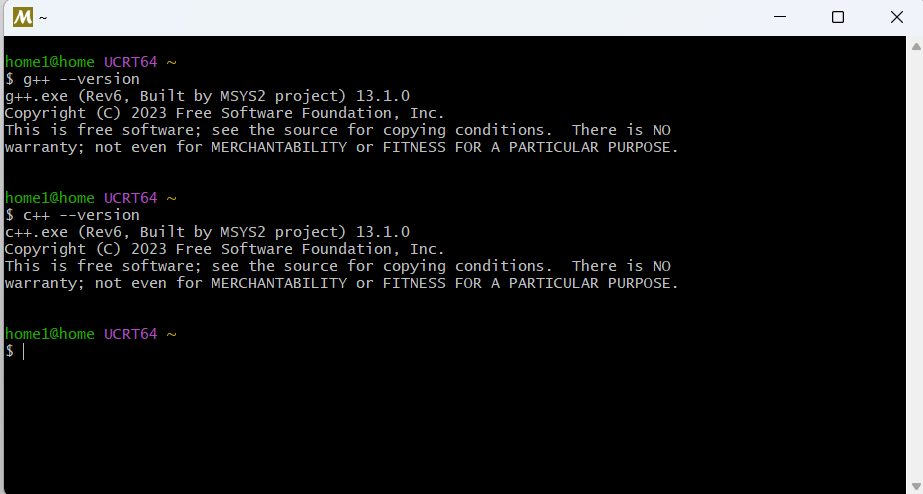 M ~
home1@home UCRT64 ~
$ g++ --version
g++.exe (Rev6, Built by MSYS2 project) 13.1.0
Copyright (C) 2023 Free Software Foundation, Inc.
This is free software; see the source for copying conditions.  There is NO
warranty; not even for MERCHANTABILITY or FITNESS FOR A PARTICULAR PURPOSE.
home1@home UCRT64 ~
$ c++ --version
c++.exe (Rev6, Built by MSYS2 project) 13.1.0
Copyright (C) 2023 Free Software Foundation, Inc.
This is free software; see the source for copying conditions.  There is NO
warranty; not even for MERCHANTABILITY or FITNESS FOR A PARTICULAR PURPOSE.
home1@home UCRT64 ~
$